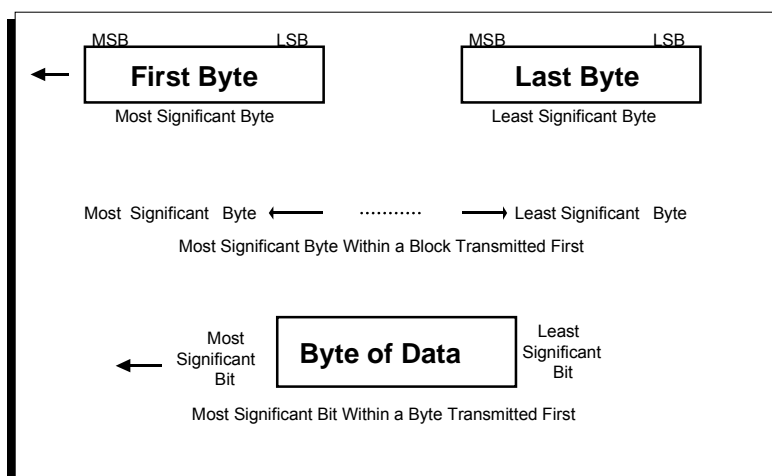 MSB LSB MSB LSB
First Byte Last Byte
Most Significant Byte Least Significant Byte
Most Significant Byte ........... Least Significant Byte
Most Significant Byte Within a Block Transmitted First
Most
Significant
Bit
Byte of Data
Least
Significant
Bit
Most Significant Bit Within a Byte Transmitted First